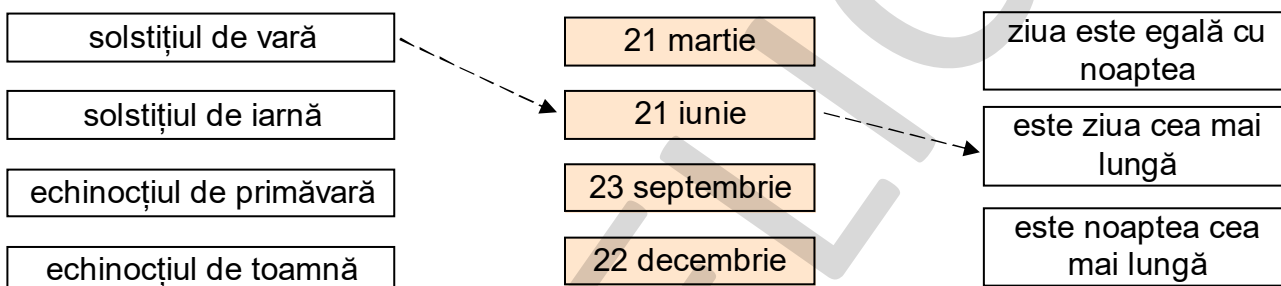 solstițiul de vară
solstițiul de iarnă
echinocțiul de primăvară
echinocțiul de toamnă
21 martie
21 iunie
23 septembrie
22 decembrie
ziua este egală cu
noaptea
este ziua cea mai
lungă
este noaptea cea
mai lungă